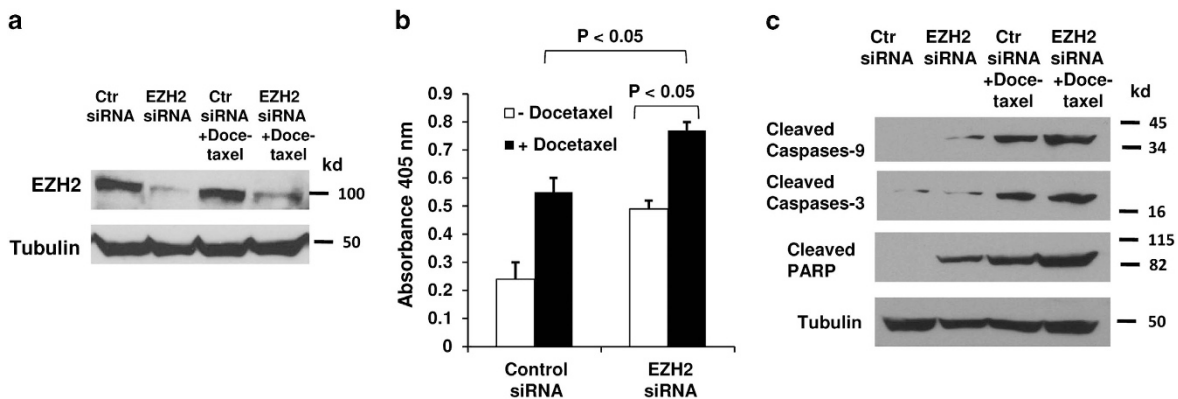 a
Ctr
siRNA
EZH2
siRNA
Ctr
siRNA
+Doce-
taxel
EZH2
siRNA
+Doce-
taxel
kd
EZH2
100
Tubulin
50
b
P < 0.05
P < 0.05
- Docetaxel
+ Docetaxel
Absorbance 405 nm
0.9
0.8
0.7
0.6
0.5
0.4
0.3
0.2
0.1
0
Control
siRNA
EZH2
siRNA
c
Ctr
siRNA
EZH2
siRNA
Ctr
siRNA
+Doce-
taxel
EZH2
siRNA
+Doce-
taxel
kd
Cleaved
Caspases-9
45
34
Cleaved
Caspases-3
16
Cleaved
PARP
115
82
Tubulin
50